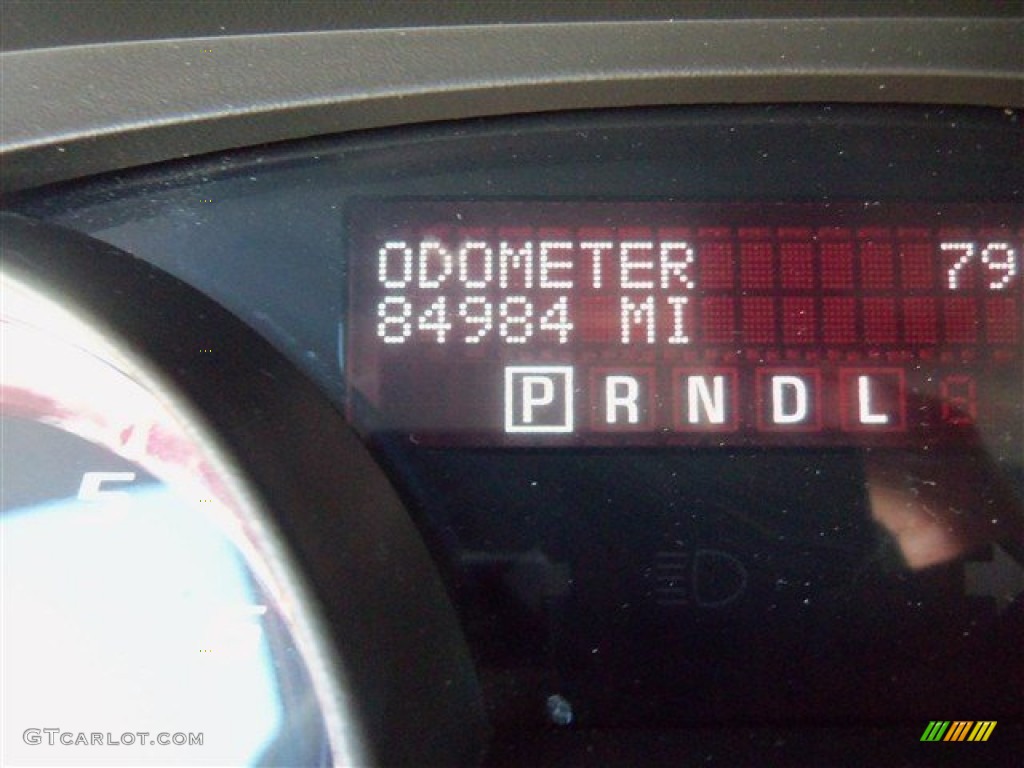 ODOMETER 79
84984 MI
P R N D L
F
GTCARLOT.COM